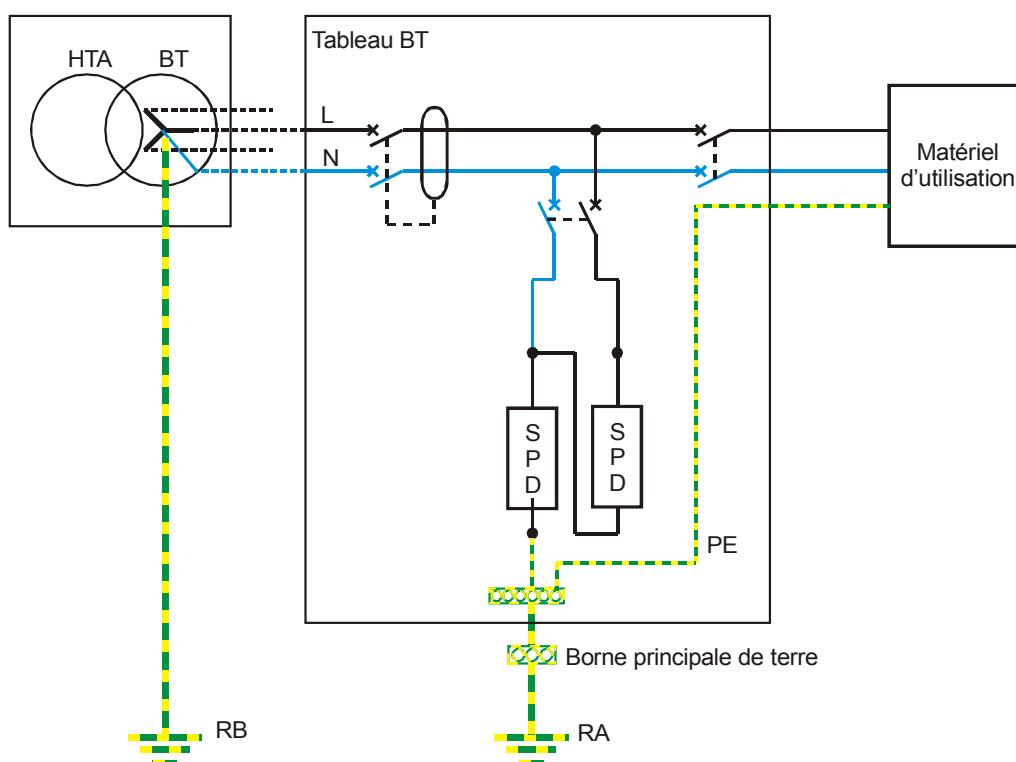 Tableau BT
HTA BT
L
N
Matériel
d'utilisation
S
P
D
S
P
D
PE
Borne principale de terre
RB
RA